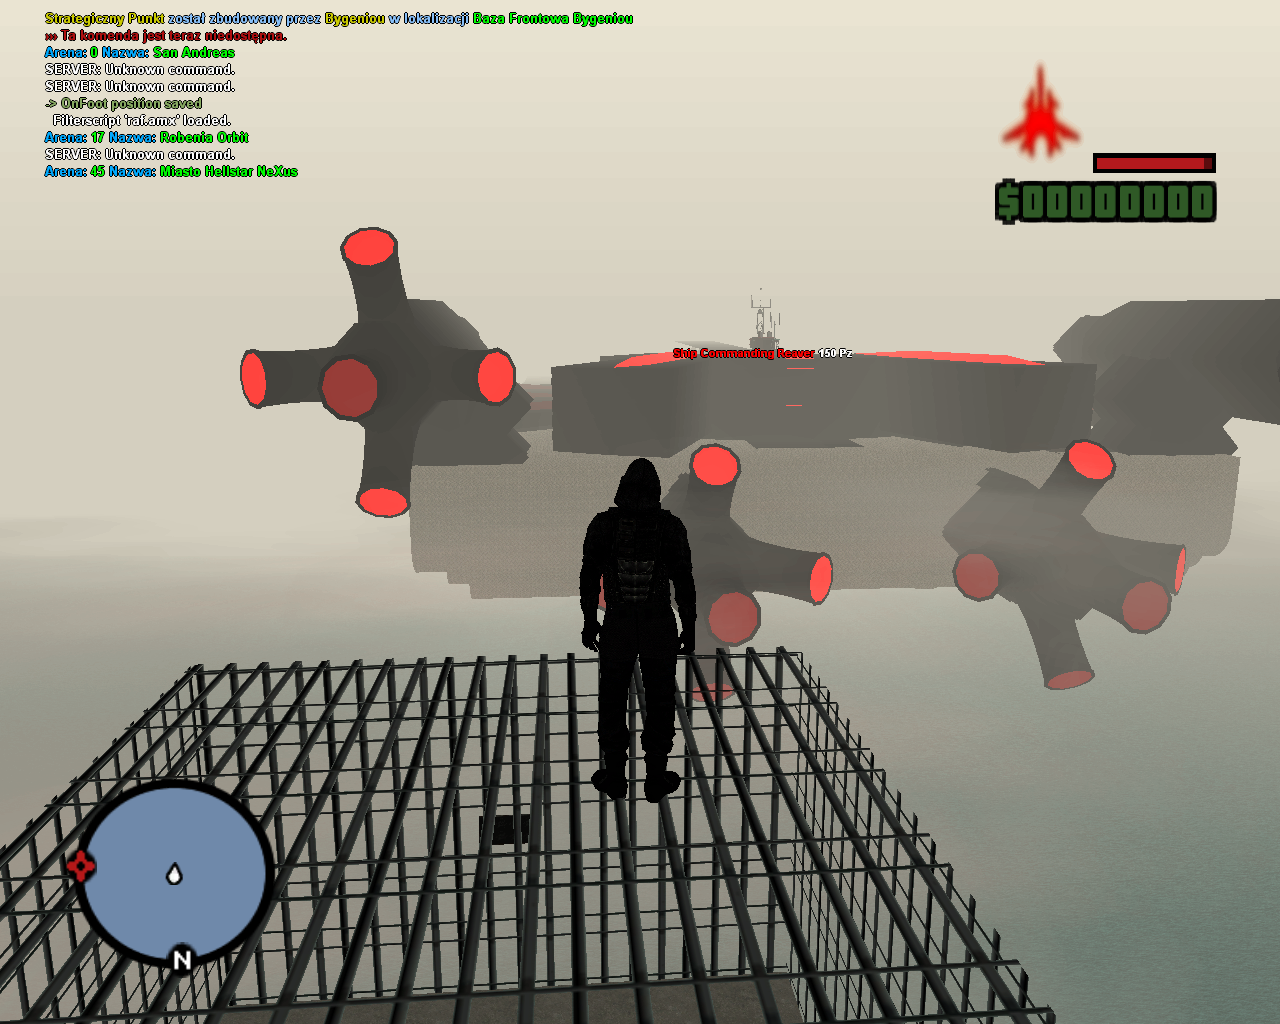 Strategiczny Punkt został zbudowany przez Bygeniou w lokalizacji Baza Frontowa Bygeniou
»» Ta komenda jest teraz niedostępna.
Arena: 0 Nazwa: San Andreas
SERVER: Unknown command.
SERVER: Unknown command.
-> OnFoot position saved
Filterscript 'raf.amx' loaded.
Arena: 17 Nazwa: Robenia Orbit
SERVER: Unknown command.
Arena: 45 Nazwa: Miasto Hellstar NeXus
$00000000
Ship Commanding Reaver 150 Pz
N